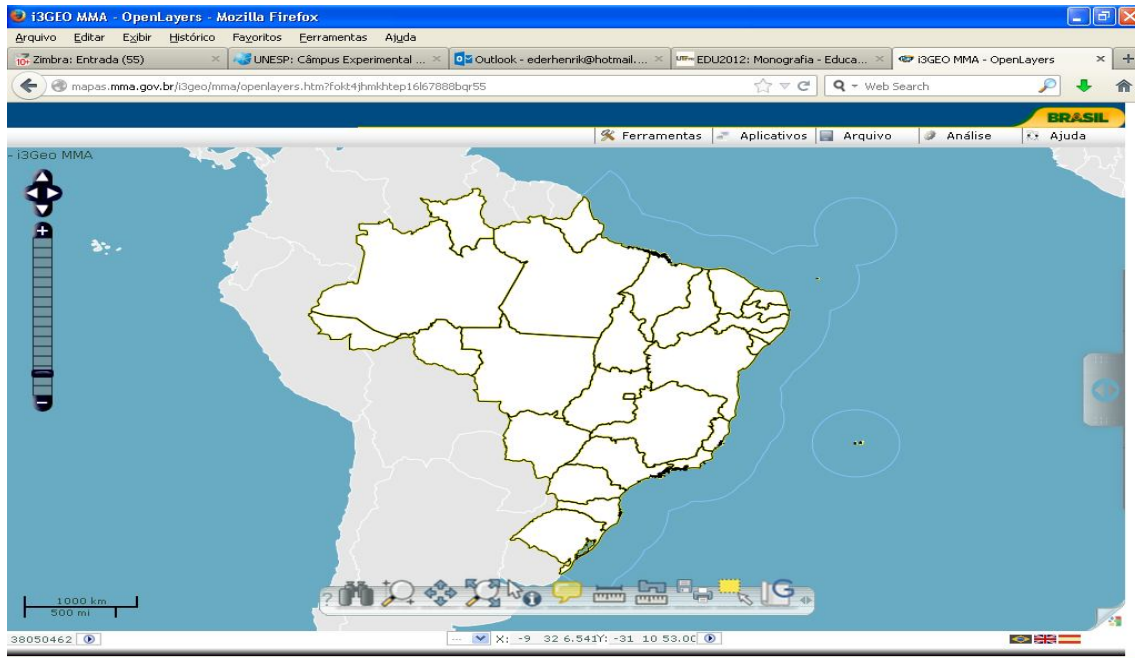 i3GEO MMA - OpenLayers - Mozilla Firefox
Arquivo Editar Exibir Histórico Favoritos Ferramentas Ajuda
Zimbra: Entrada (55) UNESP: Câmpus Experimental ... Outlook - ederhenrik@hotmail.... EDU2012: Monografia - Educa... i3GEO MMA - OpenLayers
mapas.mma.gov.br/i3geo/mma/openlayers.htm?fokt4jhmkhtep16l67888bqr55 Web Search
BRASIL
Ferramentas Aplicativos Arquivo Análise Ajuda
- i3Geo MMA
1000 km
500 mi
?
G
38050462 --- X: -9 32 6.541Y: -31 10 53.0C